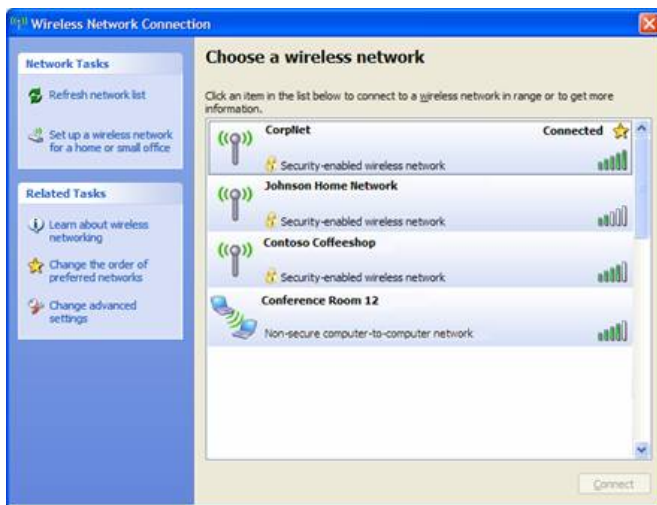 Wireless Network Connection
Network Tasks
Refresh network list
Set up a wireless network
for a home or small office
Related Tasks
Learn about wireless
networking
Change the order of
preferred networks
Change advanced
settings
Choose a wireless network
Click an item in the list below to connect to a wireless network in range or to get more
information.
CorpNet Connected
Security-enabled wireless network
Johnson Home Network
Security-enabled wireless network
Contoso Coffeeshop
Security-enabled wireless network
Conference Room 12
Non-secure computer-to-computer network
Connect